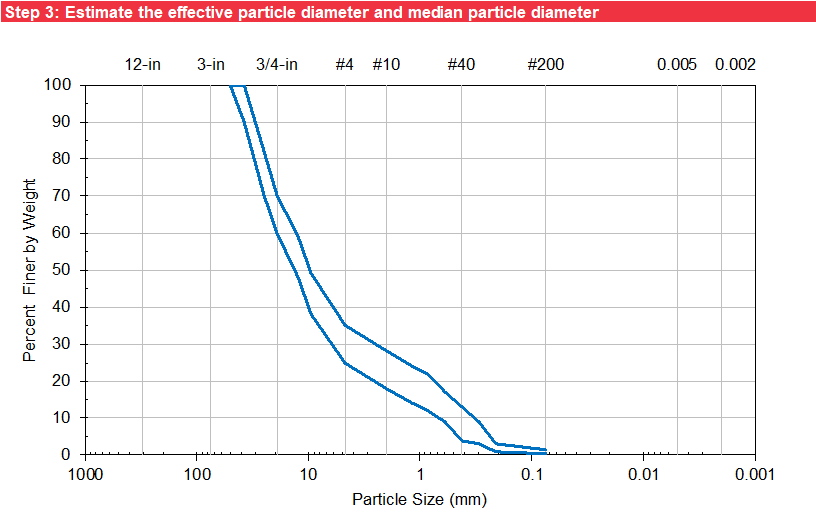 Step 3: Estimate the effective particle diameter and median particle diameter
12-in 3-in 3/4-in #4 #10 #40 #200 0.005 0.002
100
90
80
70
60
50
40
30
20
10
0
Percent Finer by Weight
1000 100 10 1 0.1 0.01 0.001
Particle Size (mm)